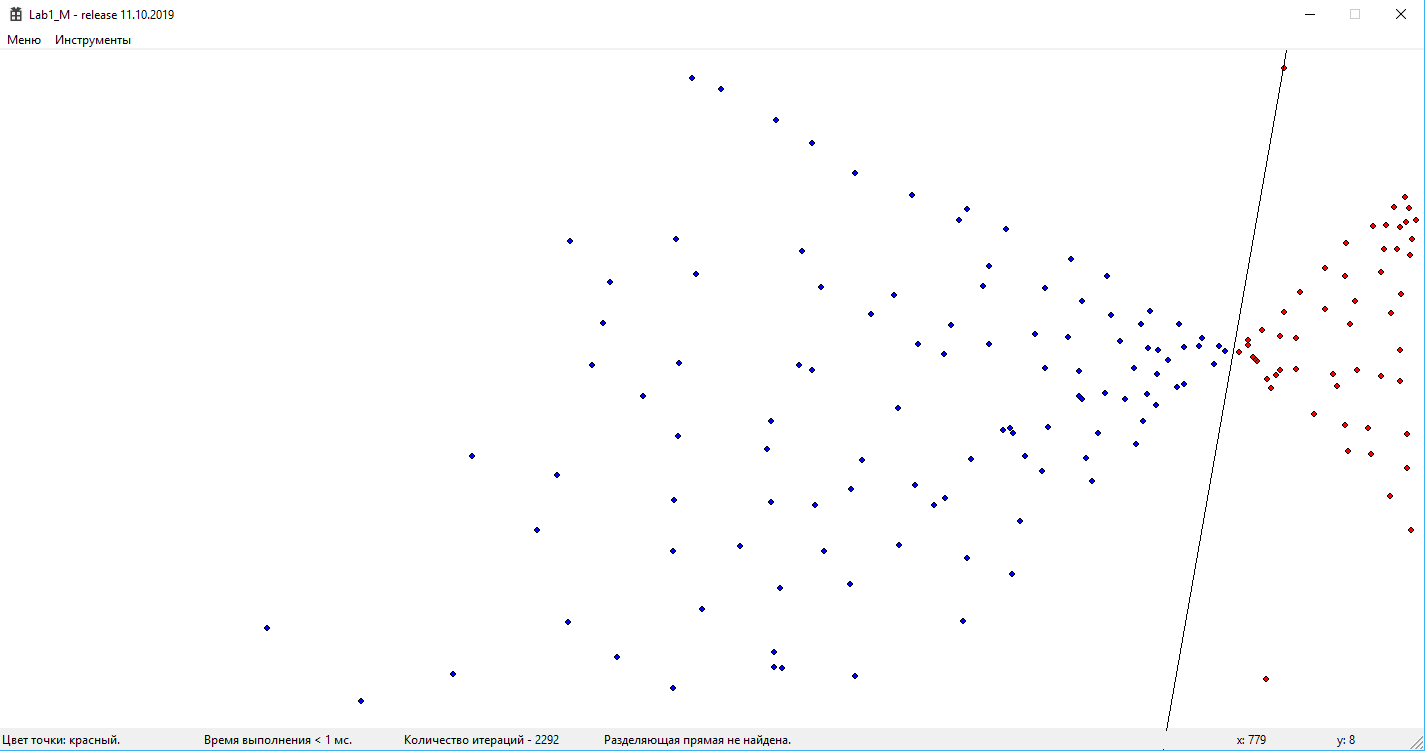 Lab1_M - release 11.10.2019
Меню Инструменты
Цвет точки: красный. Время выполнения < 1 мс. Количество итераций - 2292 Разделяющая прямая не найдена. x: 779 y: 8